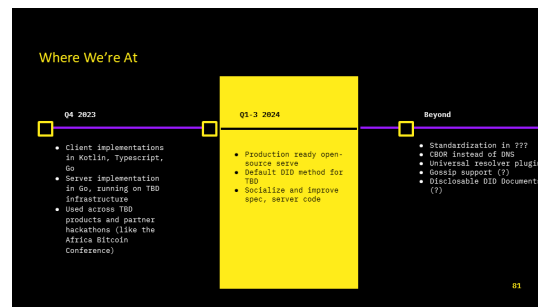 Where We're At
Q4 2023
● Client implementations
in Kotlin, Typescript,
Go
● Server implementation
in Go, running on TBD
infrastructure
● Used across TBD
products and partner
hackathons (like the
Africa Bitcoin
Conference)
Q1-3 2024
● Production ready open-
source serve
● Default DID method for
TBD
● Socialize and improve
spec, server code
Beyond
● Standardization in ???
● CBOR instead of DNS
● Universal resolver plugin
● Gossip support (?)
● Disclosable DID Documents
(?)
81